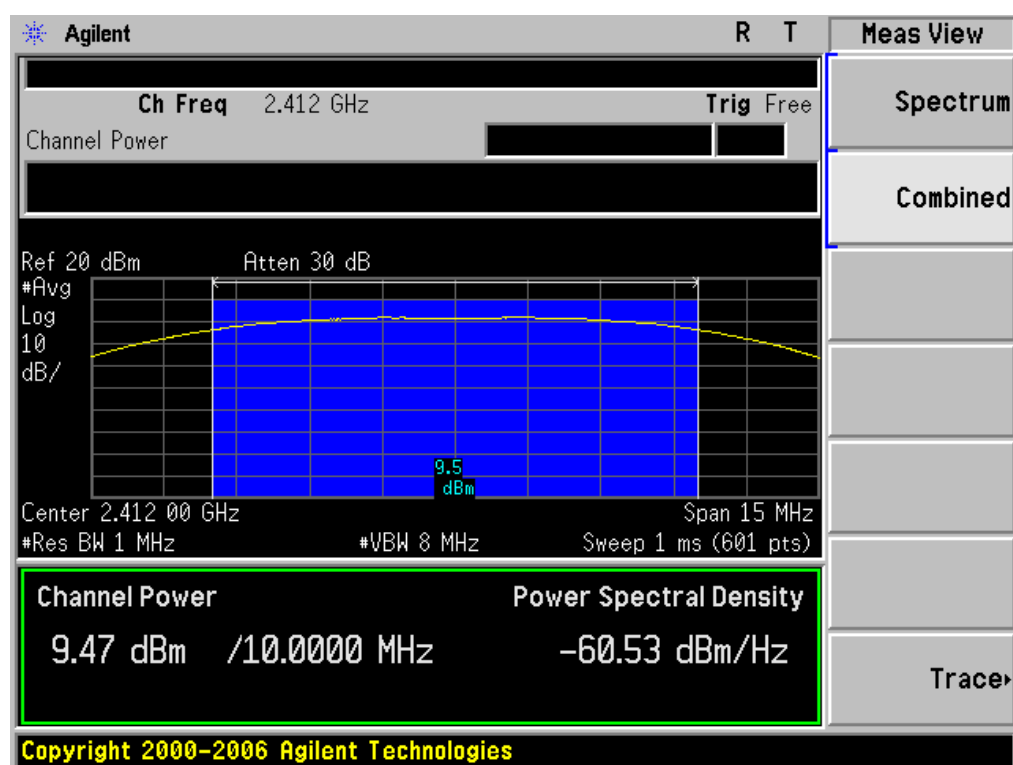 Agilent R T Meas View
Ch Freq 2.412 GHz Trig Free
Channel Power
Spectrum
Combined
Ref 20 dBm Atten 30 dB
#Avg
Log
10
dB/
9.5
dBm
Center 2.412 00 GHz Span 15 MHz
#Res BW 1 MHz #VBW 8 MHz Sweep 1 ms (601 pts)
Channel Power Power Spectral Density
9.47 dBm /10.0000 MHz -60.53 dBm/Hz
Trace
Copyright 2000-2006 Agilent Technologies